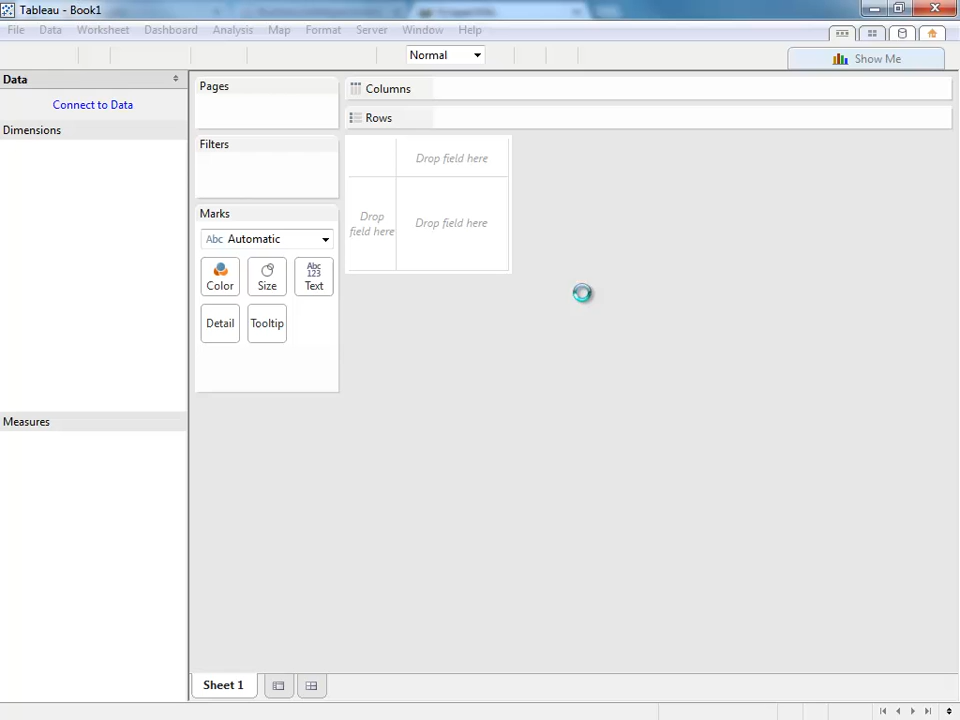 Tableau - Book1
File Data Worksheet Dashboard Analysis Map Format Server Window Help
Normal
Show Me
Data
Connect to Data
Dimensions
Measures
Pages
Filters
Marks
Abc Automatic
Color
Size
Abc
123
Text
Detail
Tooltip
Columns
Rows
Drop field here
Drop
field here
Drop field here
Sheet 1